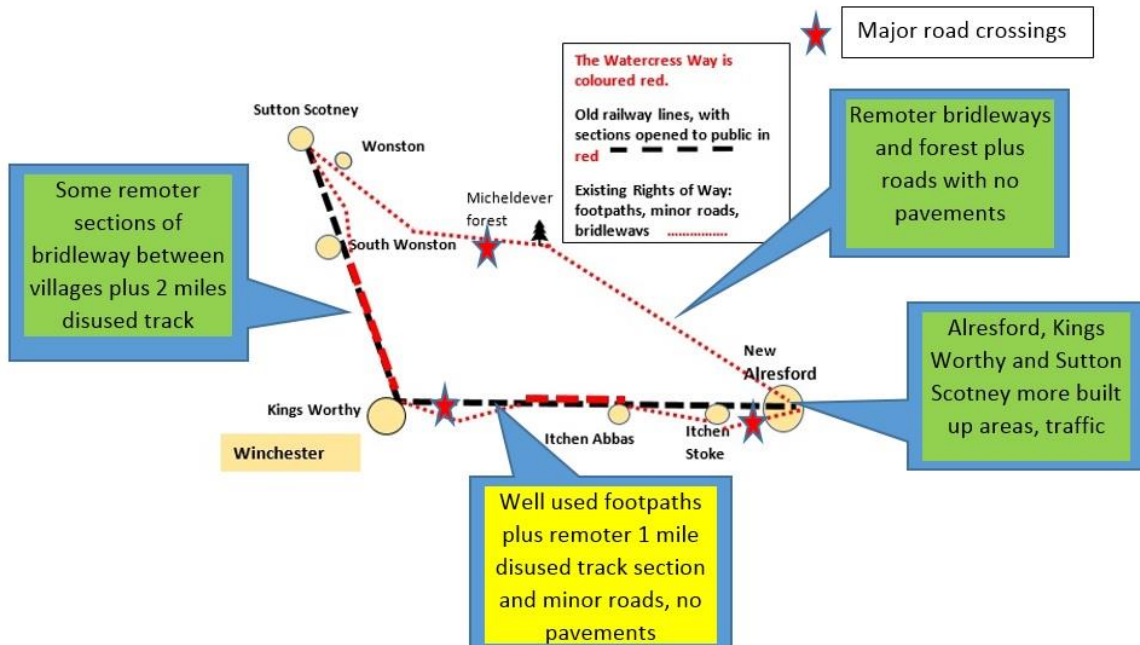 Major road crossings
The Watercress Way is
coloured red.
Old railway lines, with
sections opened to public in
red
Existing Rights of Way:
footpaths, minor roads,
bridleways ................
Remoter bridleways
and forest plus
roads with no
pavements
Sutton Scotney
Wonston
Micheldever
forest
South Wonston
Some remoter
sections of
bridleway between
villages plus 2 miles
disused track
New
Alresford
Alresford, Kings
Worthy and Sutton
Scotney more built
up areas, traffic
Kings Worthy
Itchen Abbas
Itchen
Stoke
Winchester
Well used footpaths
plus remoter 1 mile
disused track section
and minor roads, no
pavements